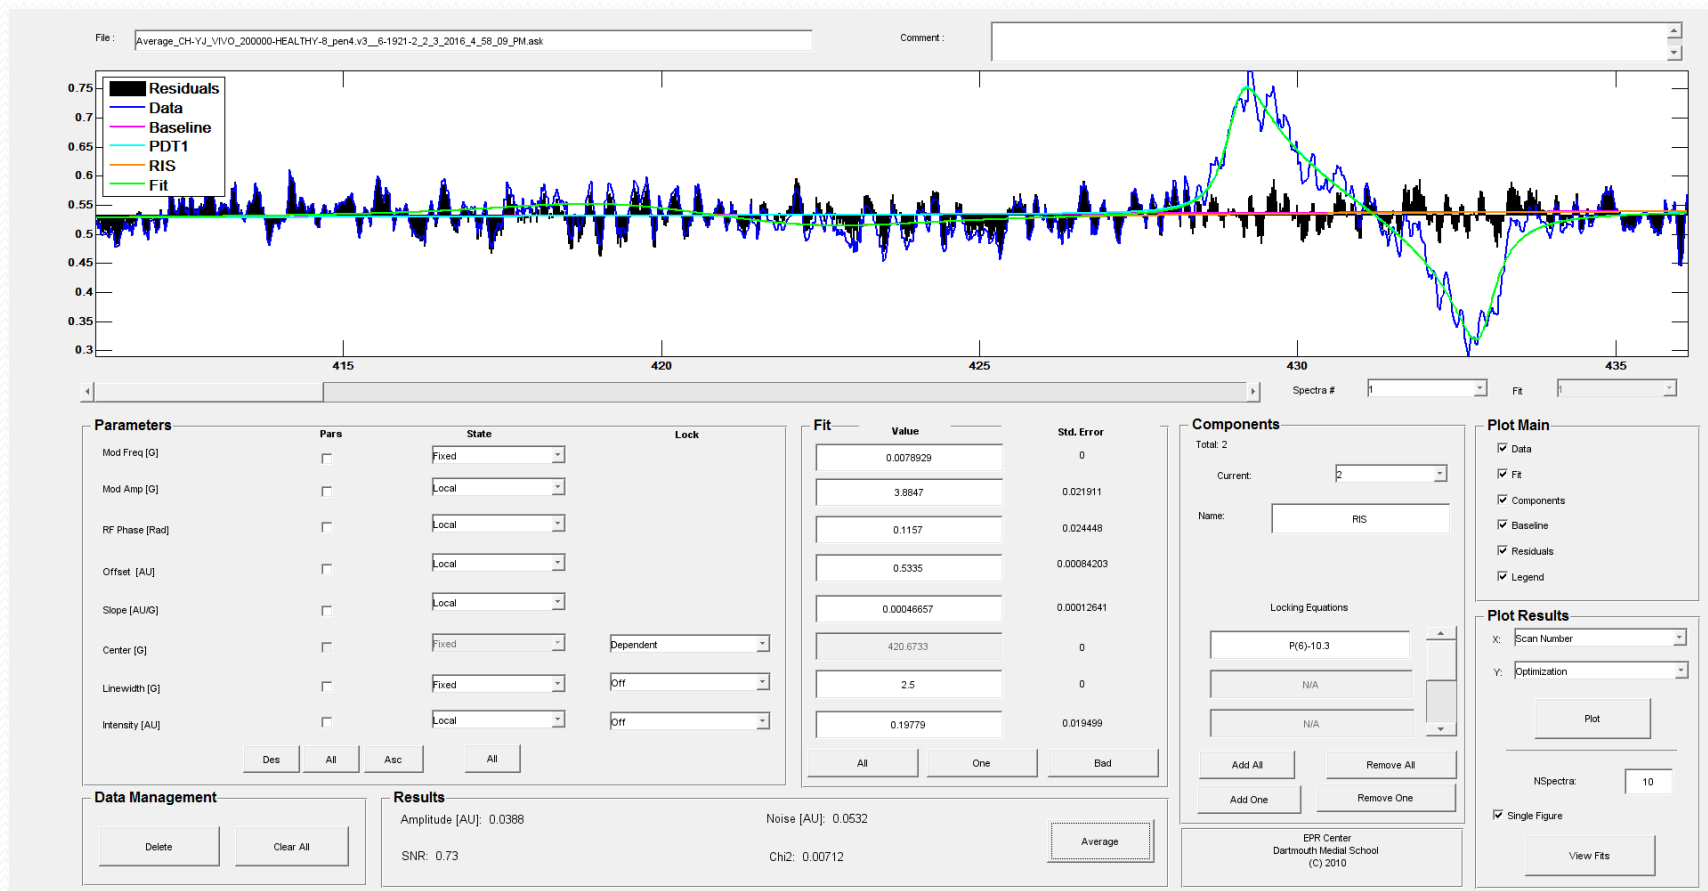 File : Average_CH-YJ_VIVO_200000-HEALTHY-8_pen4.v3__6-1921-2_2_3_2016_4_58_09_PM.ask Comment :
Residuals
Data
Baseline
PDT1
RIS
Fit
0.75
0.7
0.65
0.6
0.55
0.5
0.45
0.4
0.35
0.3
415 420 425 430 435
Spectra # 1 Fit 1
Parameters
Pars State Lock
Mod Freq [G] Fixed
Mod Amp [G] Local
RF Phase [Rad] Local
Offset [AU] Local
Slope [AU/G] Local
Center [G] Fixed Dependent
Linewidth [G] Fixed Off
Intensity [AU] Local Off
Des All Asc All
Fit Value Std. Error
0.0078929 0
3.8847 0.021911
0.1157 0.024448
0.5335 0.00084203
0.00046657 0.00012641
420.6733 0
2.5 0
0.19779 0.019499
All One Bad
Components
Total: 2
Current: 2
Name: RIS
Locking Equations
P(6)-10.3
N/A
N/A
Add All Remove All
Add One Remove One
Plot Main
Data
Fit
Components
Baseline
Residuals
Legend
Plot Results
X: Scan Number
Y: Optimization
Plot
NSpectra: 10
Single Figure
View Fits
Data Management
Delete Clear All
Results
Amplitude [AU]: 0.0388 Noise [AU]: 0.0532
SNR: 0.73 Chi2: 0.00712
Average
EPR Center
Dartmouth Medial School
(C) 2010